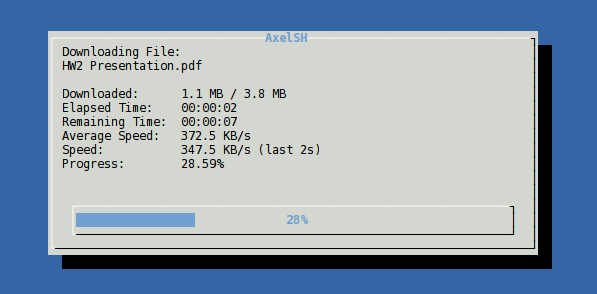 AxelSH
Downloading File:
HW2 Presentation.pdf
Downloaded: 1.1 MB / 3.8 MB
Elapsed Time: 00:00:02
Remaining Time: 00:00:07
Average Speed: 372.5 KB/s
Speed: 347.5 KB/s (last 2s)
Progress: 28.59%
28%